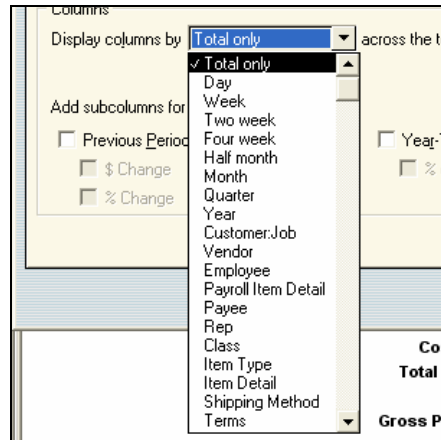 Columns
Display columns by Total only across the t
✓ Total only
Day
Week
Two week
Add subcolumns for
Previous Period Four week Year-
Half month
$ Change %
Month
Quarter
% Change
Year
Customer:Job
Vendor
Employee
Payroll Item Detail
Payee
Rep
Class Co
Item Type Total
Item Detail
Shipping Method
Terms Gross P